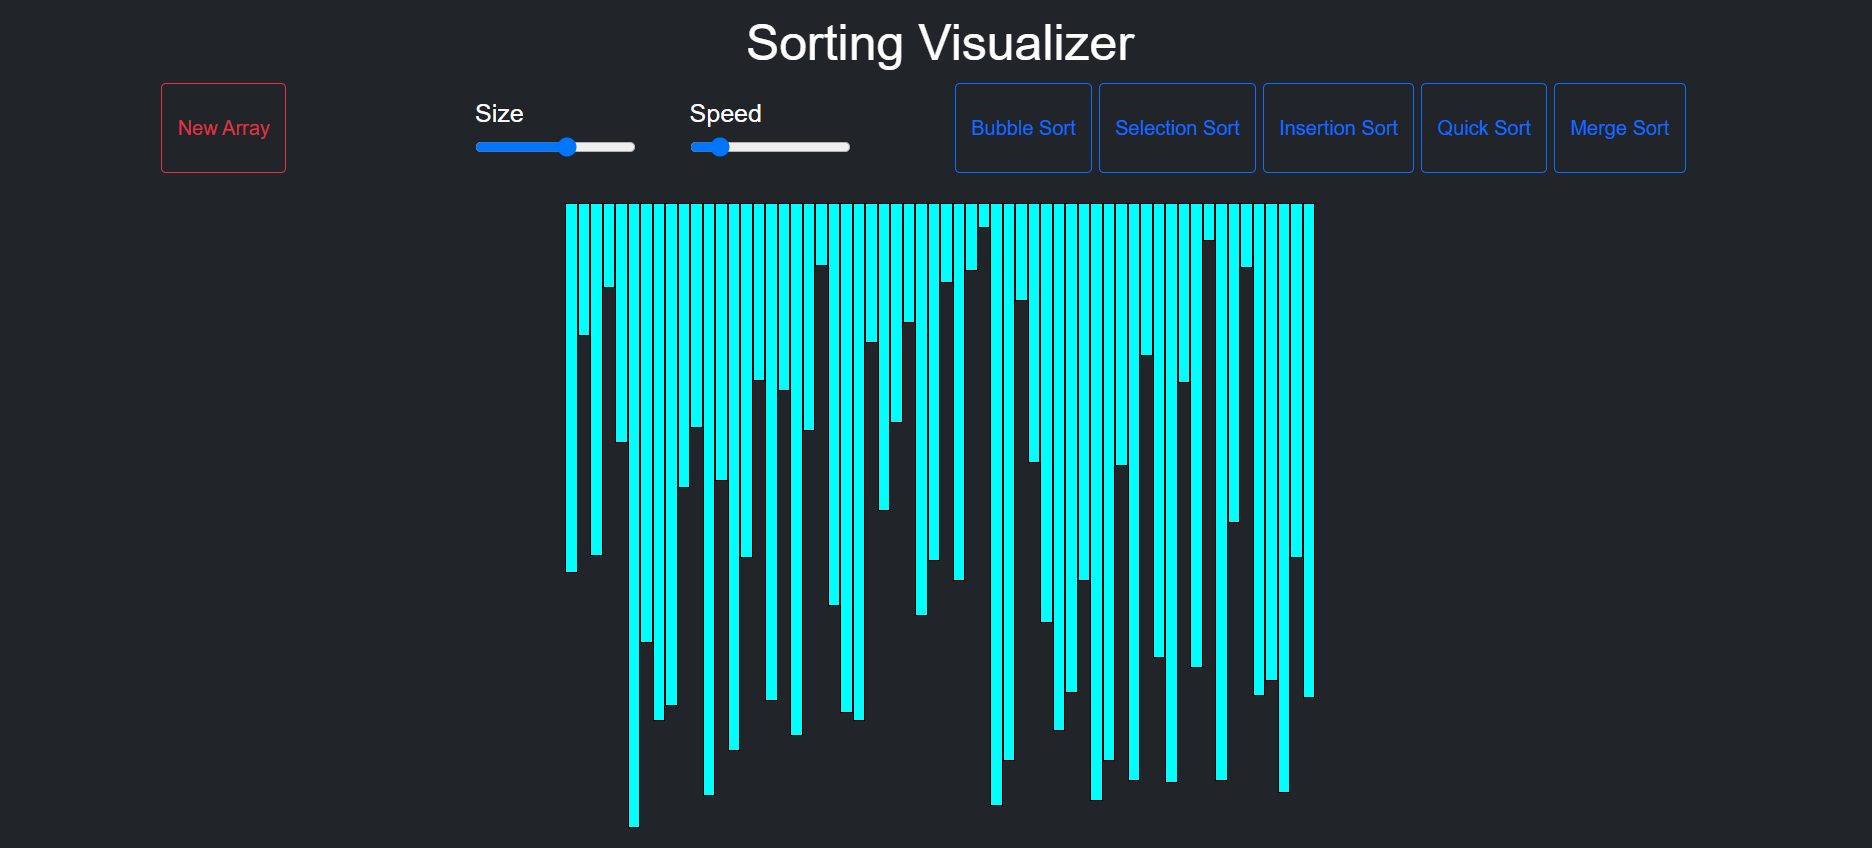 Sorting Visualizer
New Array
Size
Speed
Bubble Sort
Selection Sort
Insertion Sort
Quick Sort
Merge Sort